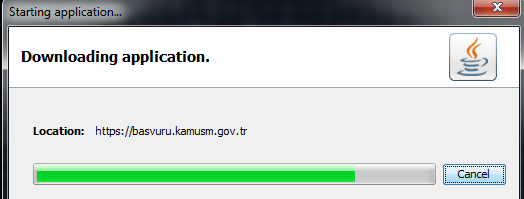 Starting application...
Downloading application.
Location: https://basvuru.kamusm.gov.tr
Cancel